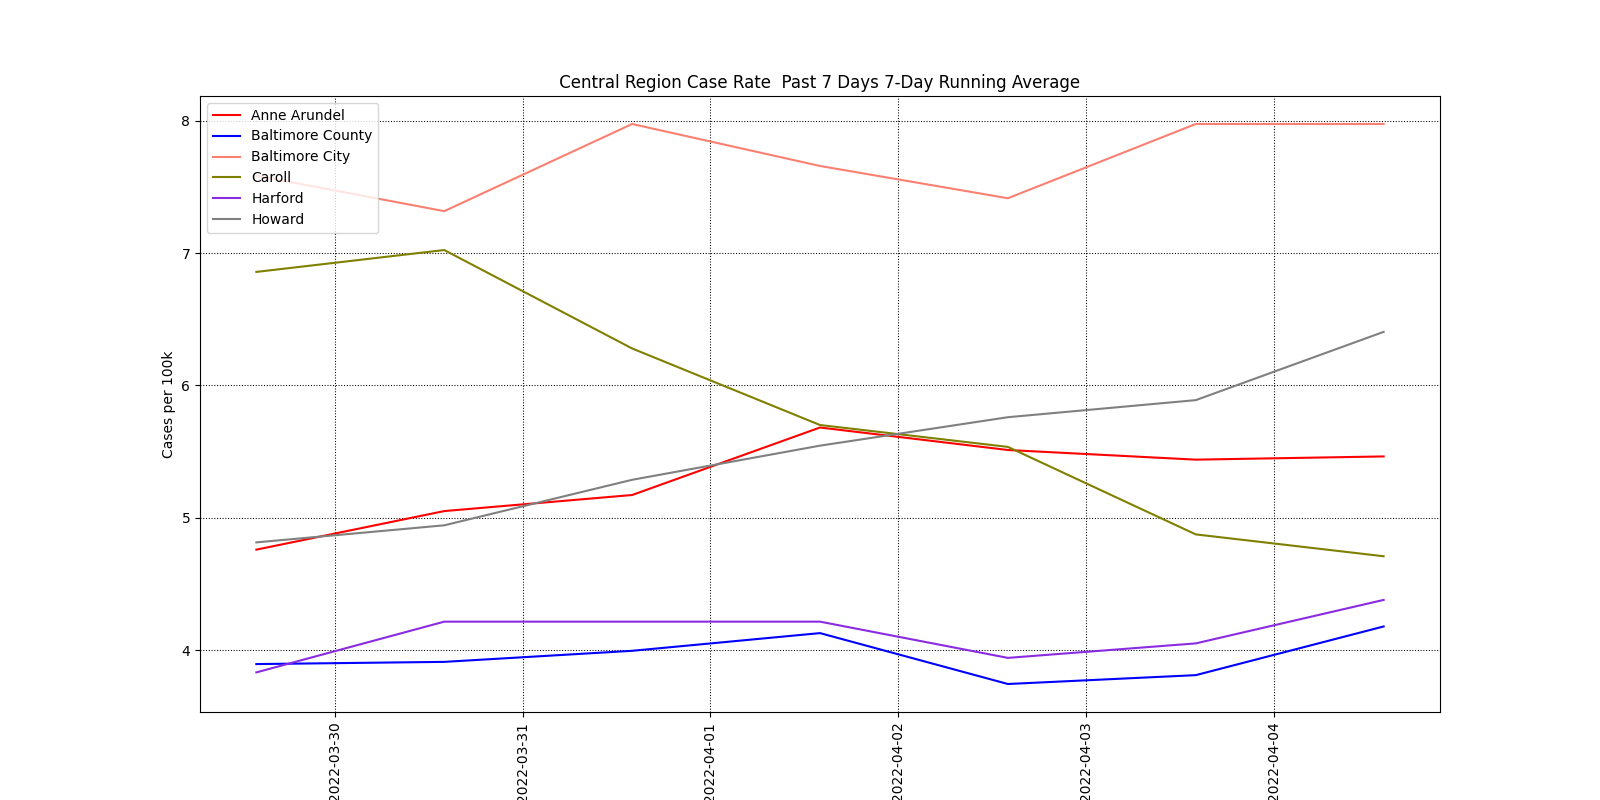 Central Region Case Rate  Past 7 Days 7-Day Running Average
Anne Arundel
Baltimore County
Baltimore City
Caroll
Harford
Howard
Cases per 100k
8
7
6
5
4
2022-03-30
2022-03-31
2022-04-01
2022-04-02
2022-04-03
2022-04-04